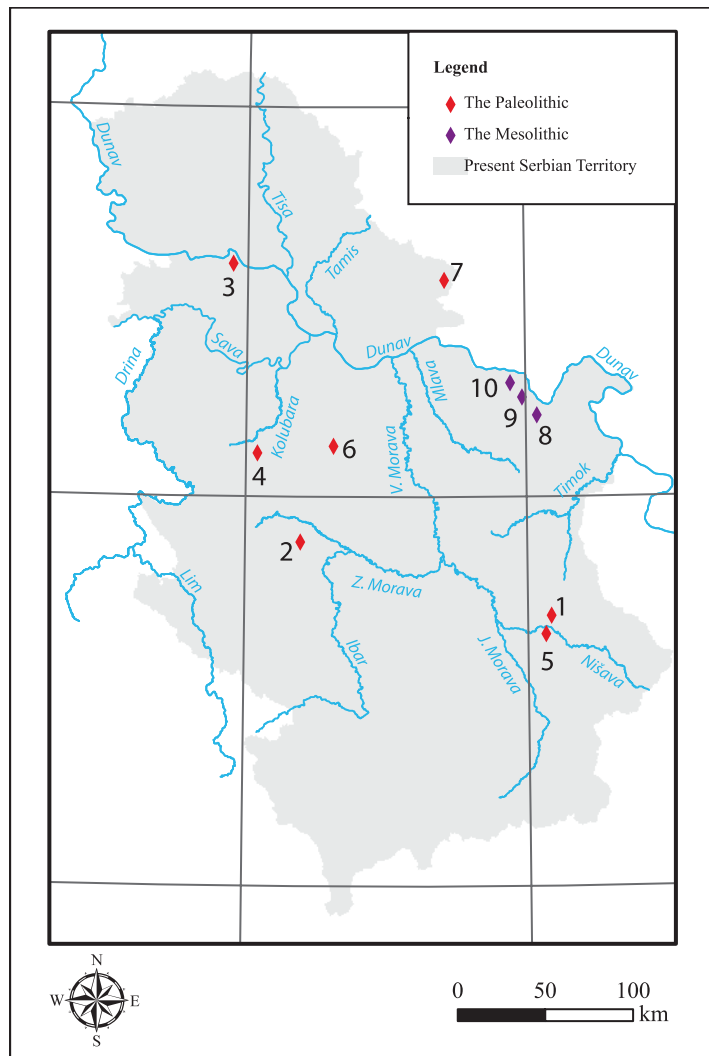 Legend
The Paleolithic
The Mesolithic
Present Serbian Territory
Dunav
Tisa
Tamis
7
3
Dunav
Dunav
Sava
Drina
Mlava
10
9
8
Kolubara
V. Morava
6
4
Timok
2
Z. Morava
Lim
1
Ibar
J. Morava
5
Nišava
N
W
E
S
0
50
100
km